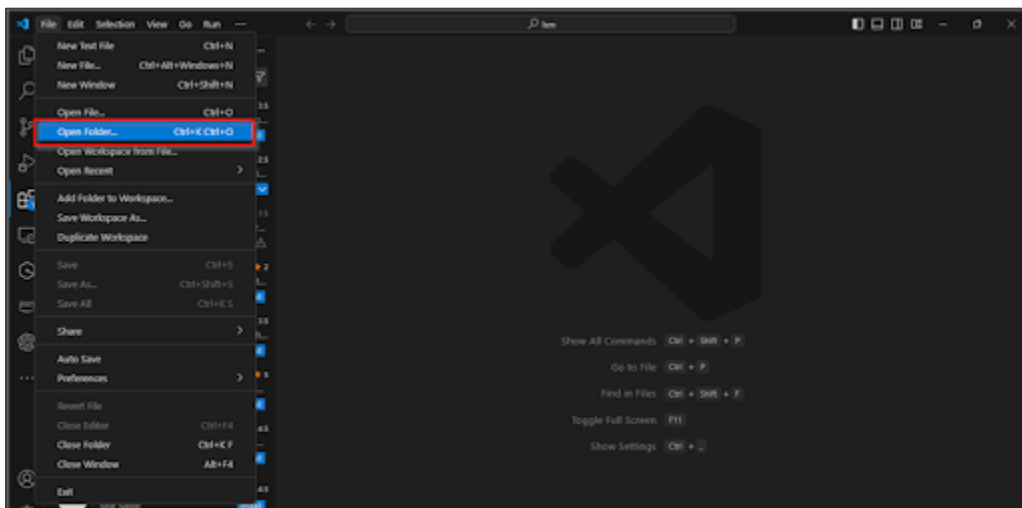 File Edit Selection View Go Run ...
lsm
New Text File Ctrl+N
New File... Ctrl+Alt+Windows+N
New Window Ctrl+Shift+N
Open File... Ctrl+O
Open Folder... Ctrl+K Ctrl+O
Open Workspace from File...
Open Recent
Add Folder to Workspace...
Save Workspace As...
Duplicate Workspace
Save Ctrl+S
Save As... Ctrl+Shift+S
Save All Ctrl+K S
Share
Auto Save
Preferences
Revert File
Close Editor Ctrl+F4
Close Folder Ctrl+K F
Close Window Alt+F4
Exit
Show All Commands Ctrl + Shift + P
Go to File Ctrl + P
Find in Files Ctrl + Shift + F
Toggle Full Screen F11
Show Settings Ctrl + ,